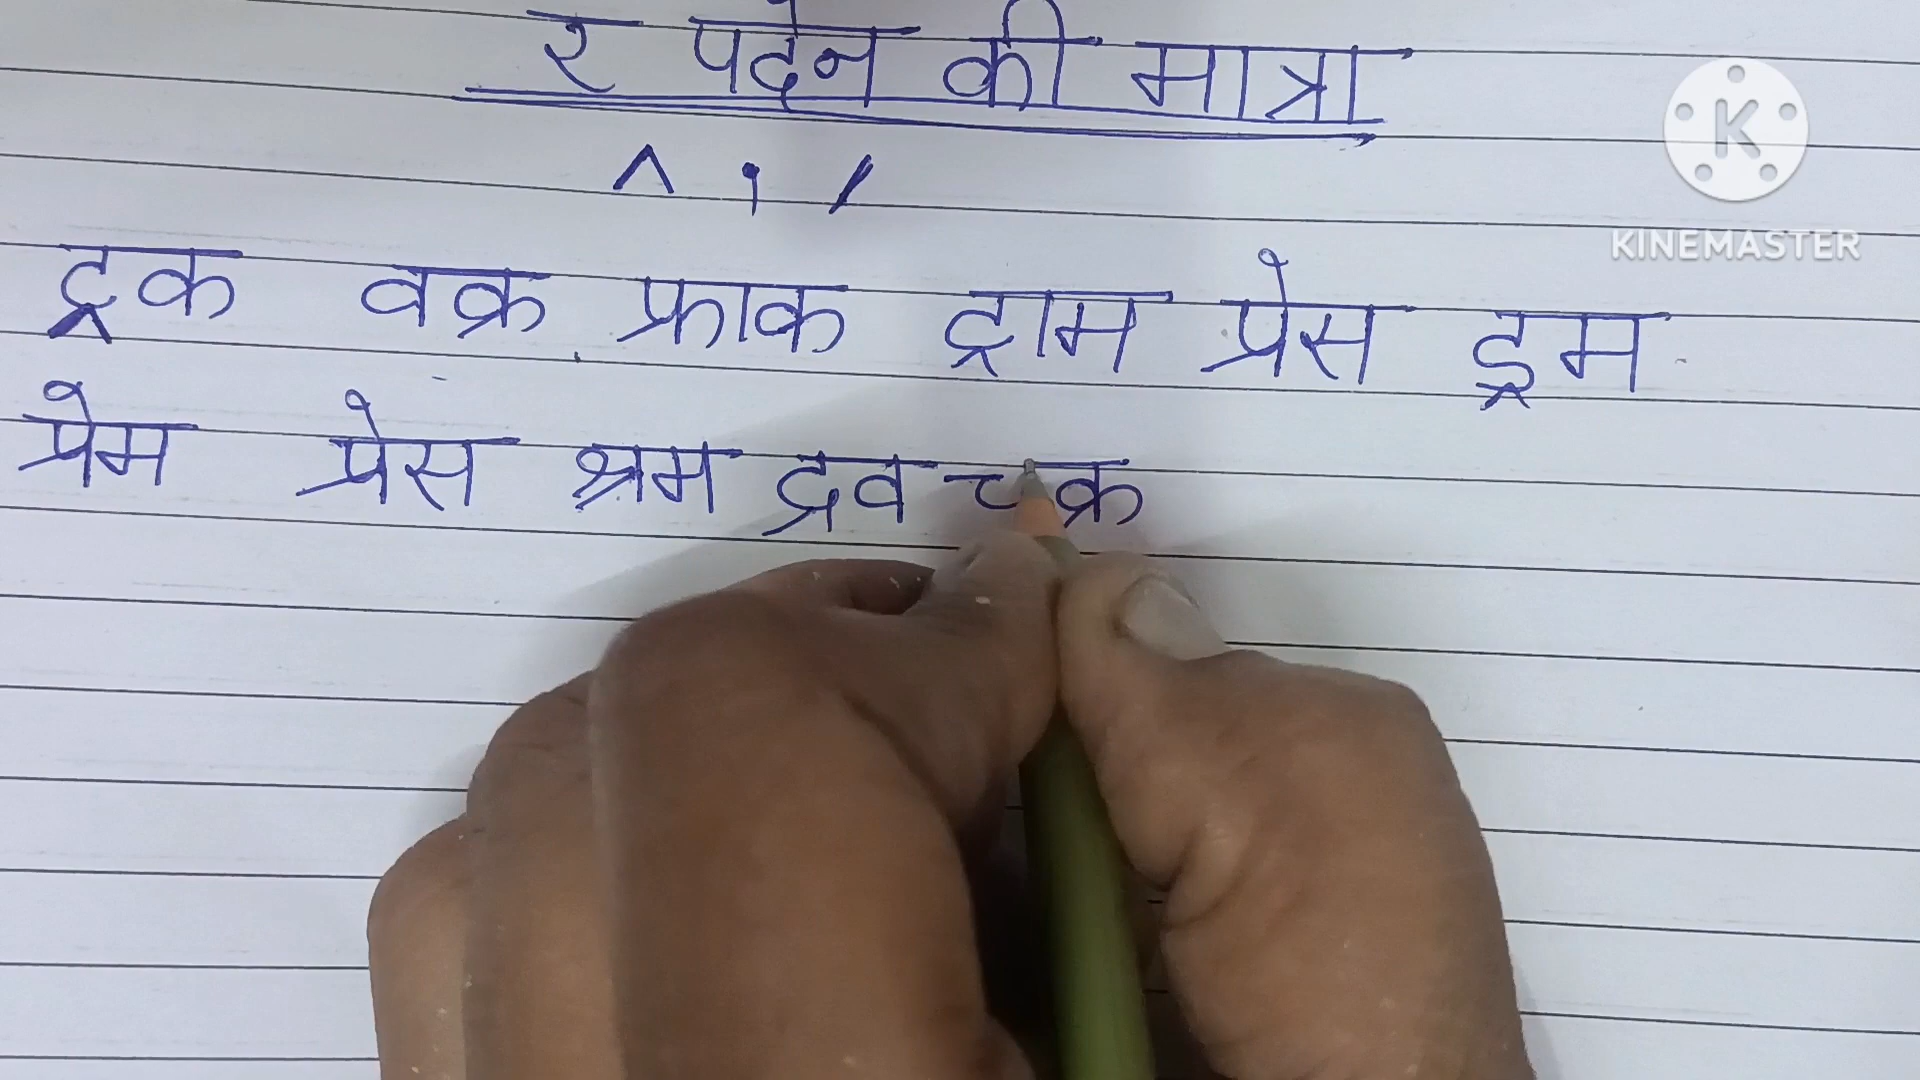 र पदेन की मात्रा
^ , /
ट्रक वक्र फ्राक ट्राम प्रेस ड्रम
प्रेम प्रेस श्रम द्रव चक्र
K
KINEMASTER